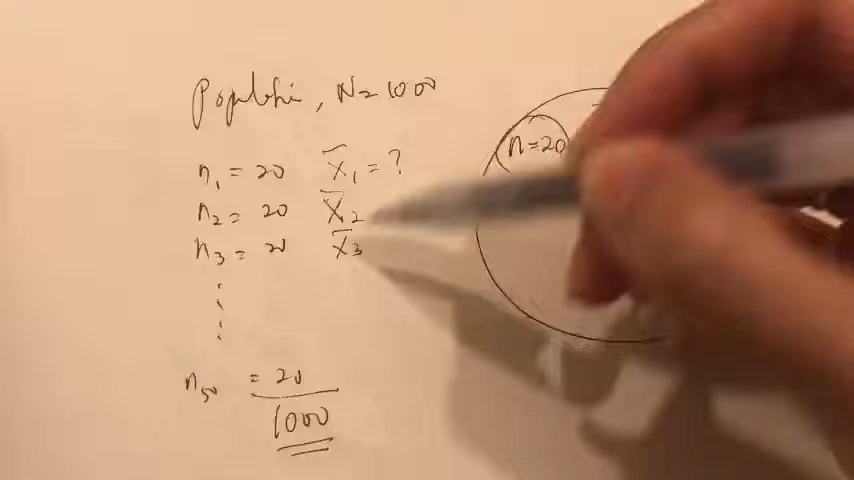 Population, N = 1000
n = 20
n₁ = 20 X̄₁ = ?
n₂ = 20 X̄₂
n₃ = 20 X̄₃
n₅₀ = 20
1000